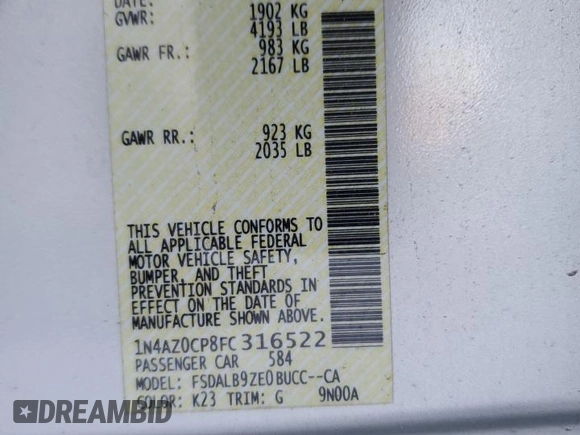 DATE:
GVWR: 1902 KG
4193 LB
GAWR FR.: 983 KG
2167 LB
GAWR RR.: 923 KG
2035 LB
THIS VEHICLE CONFORMS TO
ALL APPLICABLE FEDERAL
MOTOR VEHICLE SAFETY,
BUMPER, AND THEFT
PREVENTION STANDARDS IN
EFFECT ON THE DATE OF
MANUFACTURE SHOWN ABOVE.
1N4AZ0CP8FC316522
PASSENGER CAR 584
MODEL: FSDALB9ZE0BUCC--CA
COLOR: K23 TRIM: G 9N00A
DREAMBID